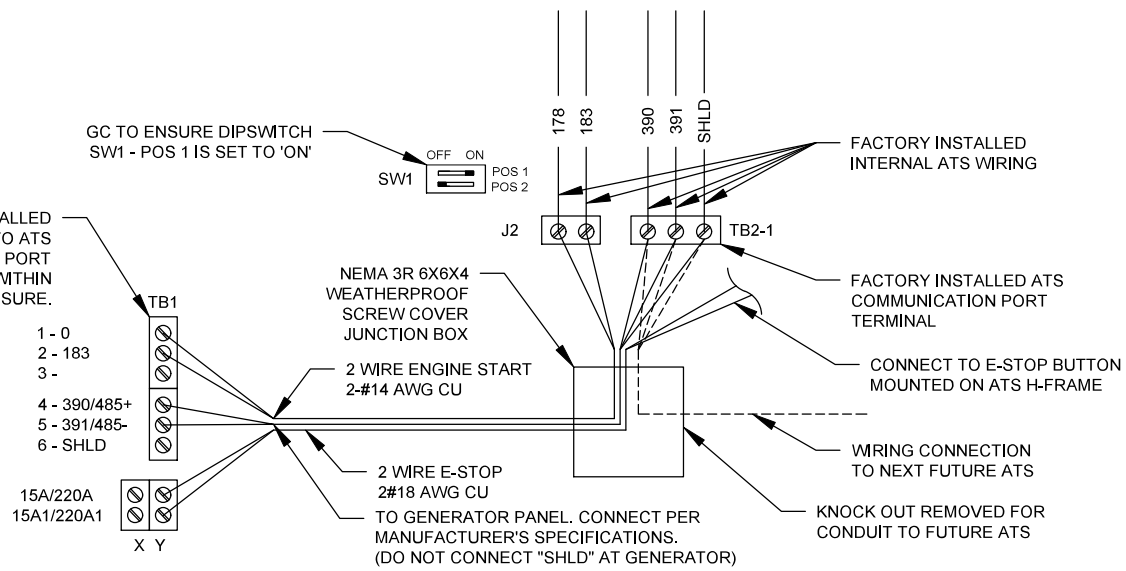 178
183
390
391
SHLD
GC TO ENSURE DIPSWITCH
SW1 - POS 1 IS SET TO 'ON'
OFF ON
SW1
POS 1
POS 2
FACTORY INSTALLED
INTERNAL ATS WIRING
J2
TB2-1
ALLED
TO ATS
PORT
WITHIN
SURE.
TB1
1 - 0
2 - 183
3 -
4 - 390/485+
5 - 391/485-
6 - SHLD
15A/220A
15A1/220A1
X Y
NEMA 3R 6X6X4
WEATHERPROOF
SCREW COVER
JUNCTION BOX
2 WIRE ENGINE START
2-#14 AWG CU
2 WIRE E-STOP
2#18 AWG CU
TO GENERATOR PANEL. CONNECT PER
MANUFACTURER'S SPECIFICATIONS.
(DO NOT CONNECT "SHLD" AT GENERATOR)
FACTORY INSTALLED ATS
COMMUNICATION PORT
TERMINAL
CONNECT TO E-STOP BUTTON
MOUNTED ON ATS H-FRAME
WIRING CONNECTION
TO NEXT FUTURE ATS
KNOCK OUT REMOVED FOR
CONDUIT TO FUTURE ATS